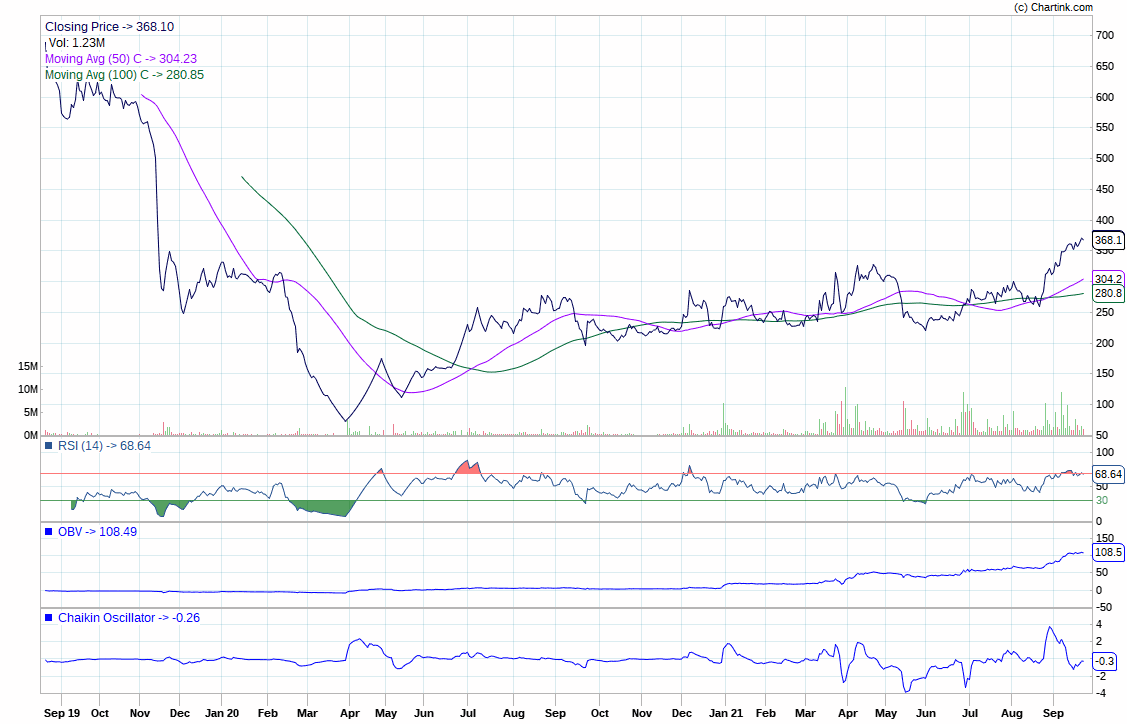 (c) Chartink.com
Closing Price -> 368.10
Vol: 1.23M
Moving Avg (50) C -> 304.23
Moving Avg (100) C -> 280.85
700
650
600
550
500
450
400
368.1
350
304.2
280.8
250
200
150
100
50
15M
10M
5M
0M
RSI (14) -> 68.64
100
68.64
50
30
0
OBV -> 108.49
150
108.5
50
0
-50
Chaikin Oscillator -> -0.26
4
2
-0.3
-2
-4
Sep 19 Oct Nov Dec Jan 20 Feb Mar Apr May Jun Jul Aug Sep Oct Nov Dec Jan 21 Feb Mar Apr May Jun Jul Aug Sep